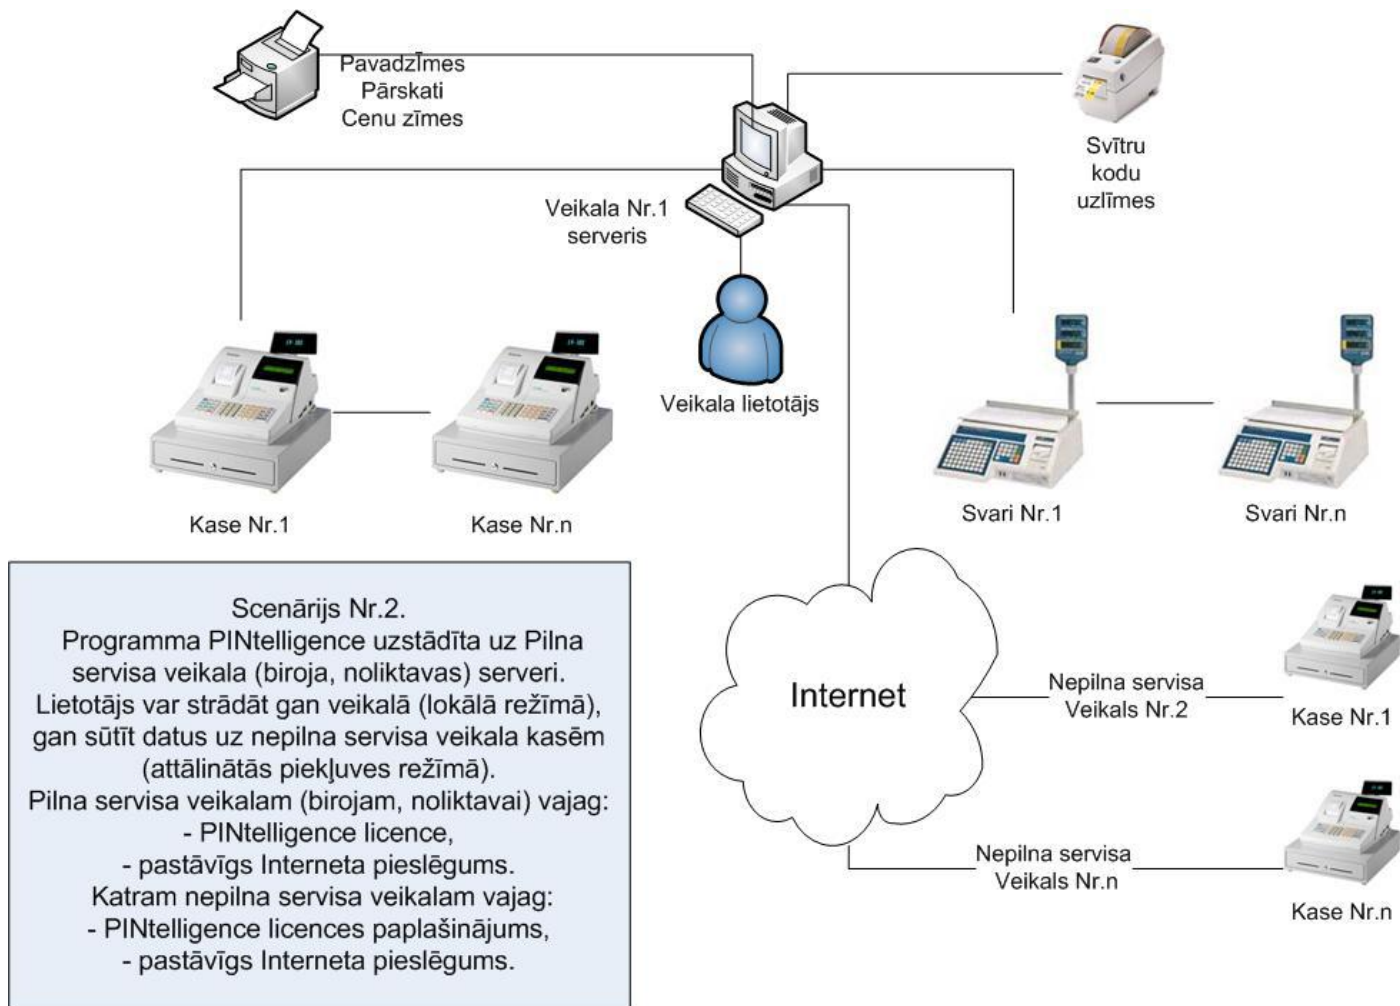 Pavadzīmes
Pārskati
Cenu zīmes
Svītru
kodu
uzlīmes
Veikala Nr.1
serveris
Veikala lietotājs
Kase Nr.1
Kase Nr.n
Svari Nr.1
Svari Nr.n
Scenārijs Nr.2.
Programma PINtelligence uzstādīta uz Pilna
servisa veikala (biroja, noliktavas) serveri.
Lietotājs var strādāt gan veikalā (lokālā režīmā),
gan sūtīt datus uz nepilna servisa veikala kasēm
(attālinātās piekļuves režīmā).
Pilna servisa veikalam (birojam, noliktavai) vajag:
- PINtelligence licence,
- pastāvīgs Interneta pieslēgums.
Katram nepilna servisa veikalam vajag:
- PINtelligence licences paplašinājums,
- pastāvīgs Interneta pieslēgums.
Internet
Nepilna servisa
Veikals Nr.2
Kase Nr.1
Nepilna servisa
Veikals Nr.n
Kase Nr.n